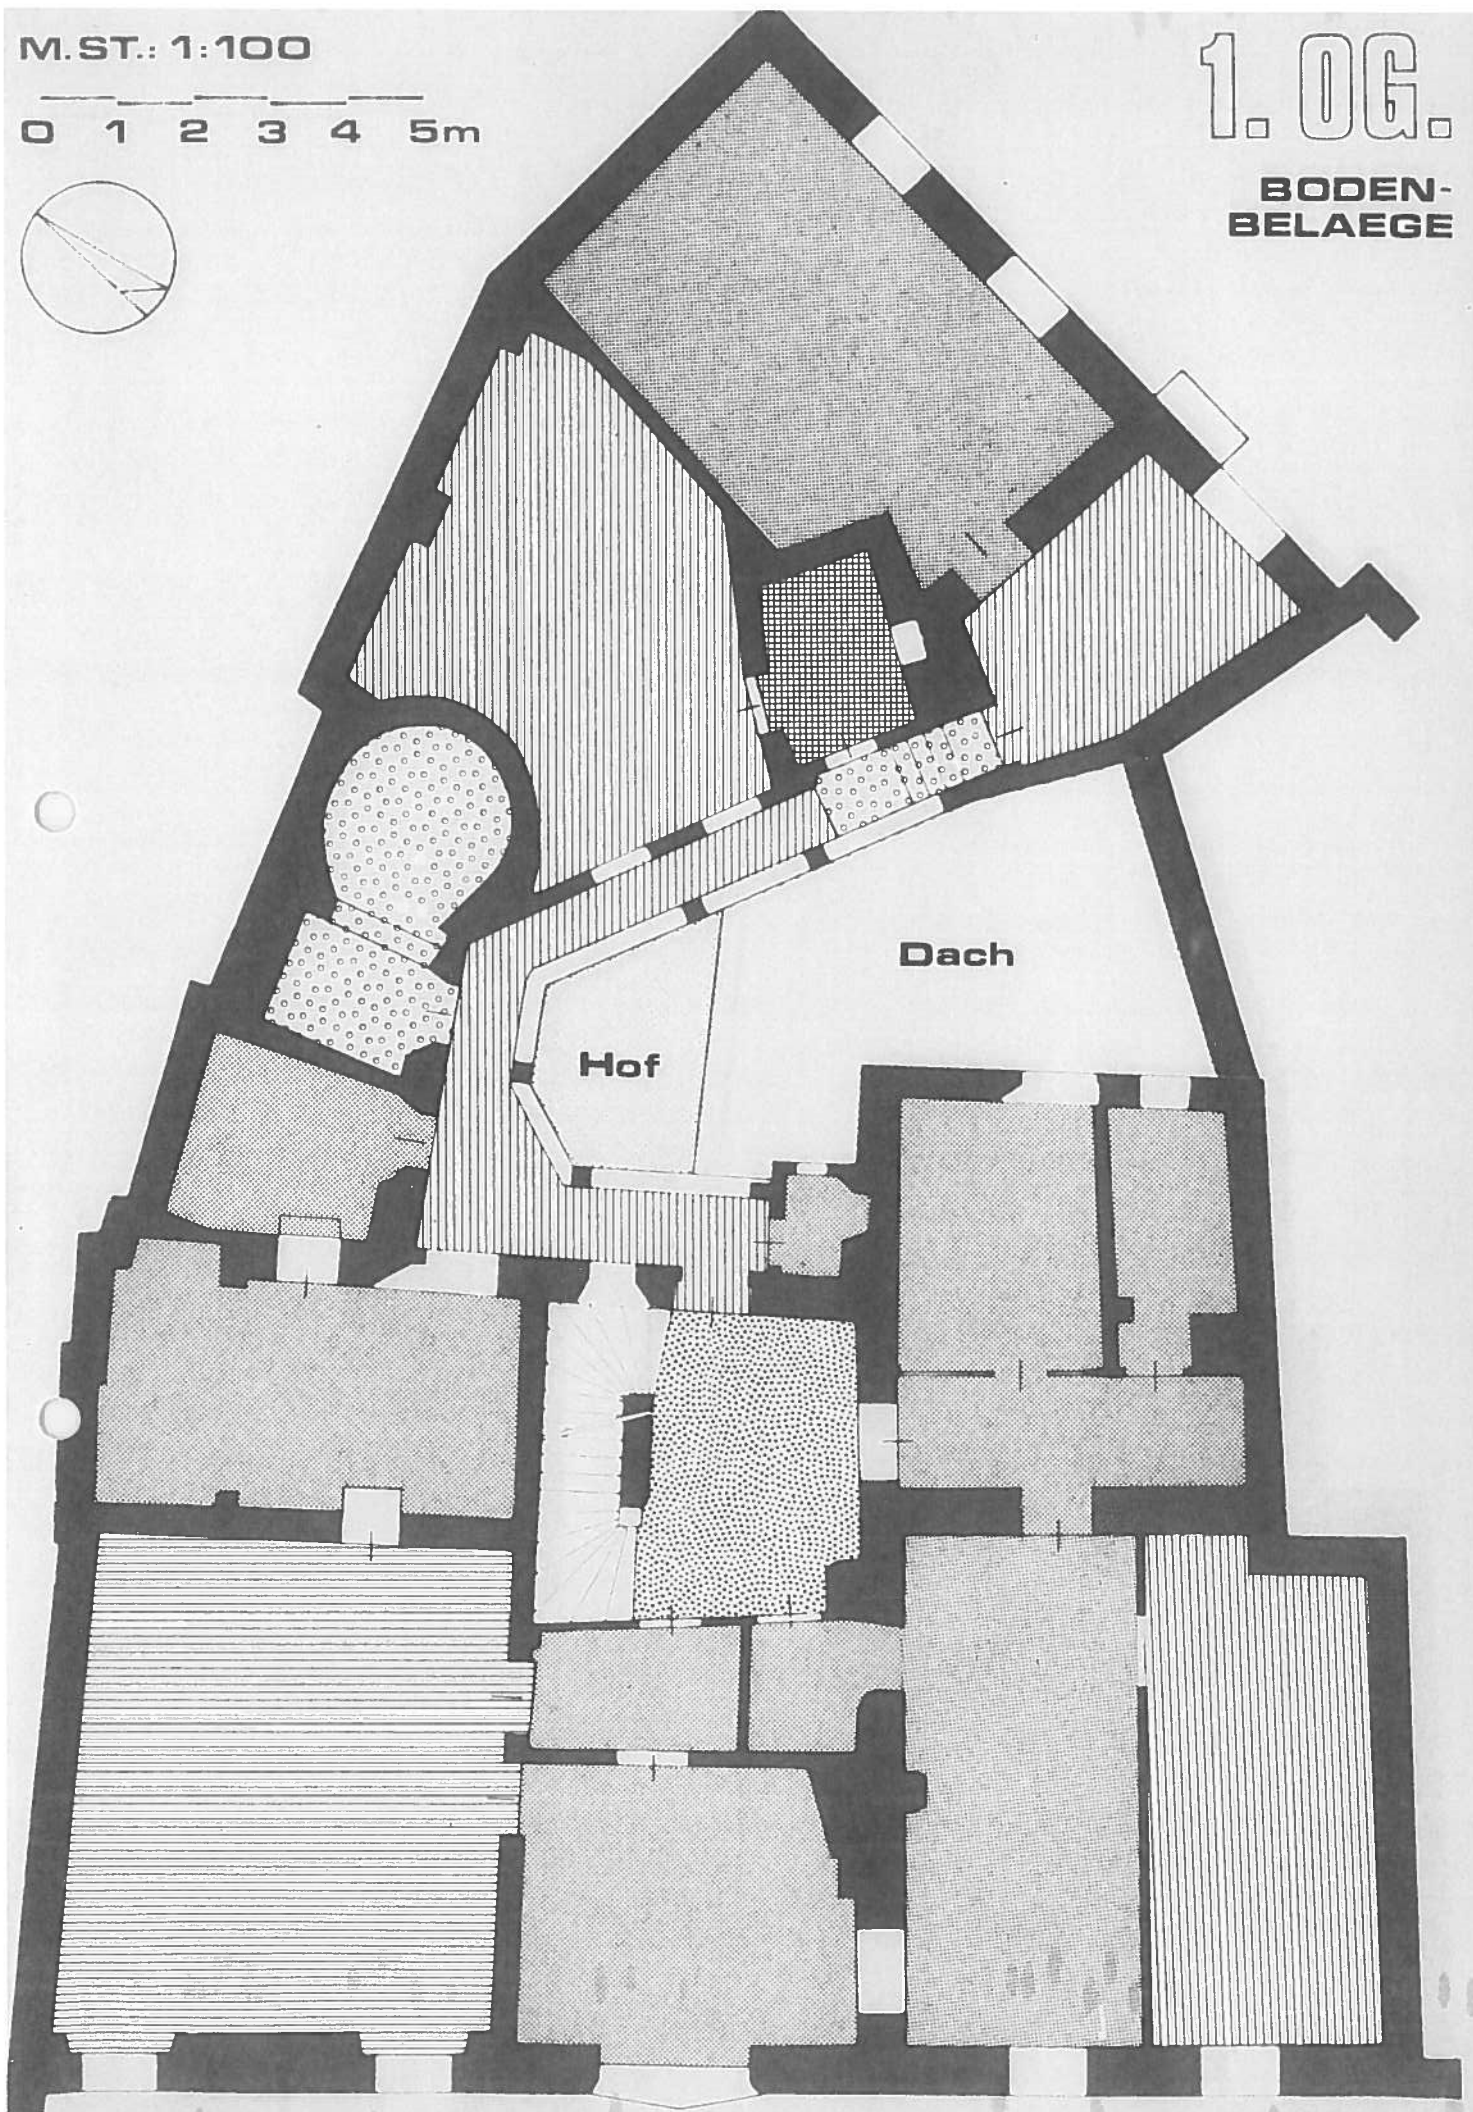 M.ST.: 1:100
0 1 2 3 4 5m
1. OG.
BODEN-
BELAEGE
Dach
Hof